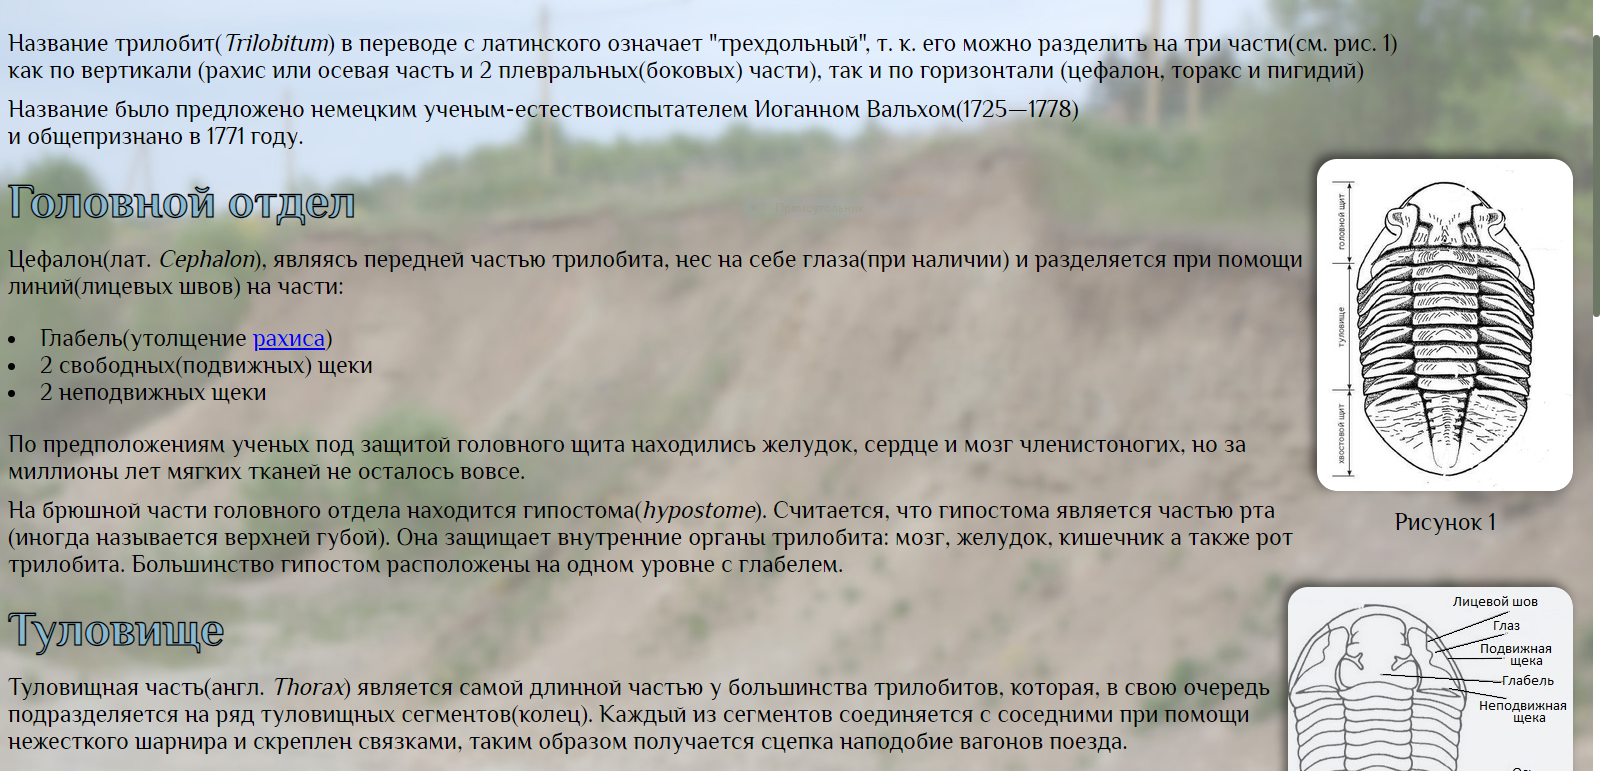 Название трилобит(Trilobitum) в переводе с латинского означает "трехдольный", т. к. его можно разделить на три части(см. рис. 1)
как по вертикали (рахис или осевая часть и 2 плевральных(боковых) части), так и по горизонтали (цефалон, торакс и пигидий)
Название было предложено немецким ученым-естествоиспытателем Иоганном Вальхом(1725—1778)
и общепризнано в 1771 году.
Головной отдел
Цефалон(лат. Cephalon), являясь передней частью трилобита, нес на себе глаза(при наличии) и разделяется при помощи
линий(лицевых швов) на части:
• Глабель(утолщение рахиса)
• 2 свободных(подвижных) щеки
• 2 неподвижных щеки
По предположениям ученых под защитой головного щита находились желудок, сердце и мозг членистоногих, но за
миллионы лет мягких тканей не осталось вовсе.
На брюшной части головного отдела находится гипостома(hypostome). Считается, что гипостома является частью рта
(иногда называется верхней губой). Она защищает внутренние органы трилобита: мозг, желудок, кишечник а также рот
трилобита. Большинство гипостом расположены на одном уровне с глабелем.
головной щит
туловище
хвостовой щит
Рисунок 1
Туловище
Туловищная часть(англ. Thorax) является самой длинной частью у большинства трилобитов, которая, в свою очередь
подразделяется на ряд туловищных сегментов(колец). Каждый из сегментов соединяется с соседними при помощи
нежесткого шарнира и скреплен связками, таким образом получается сцепка наподобие вагонов поезда.
Лицевой шов
Глаз
Подвижная
щека
Глабель
Неподвижная
щека